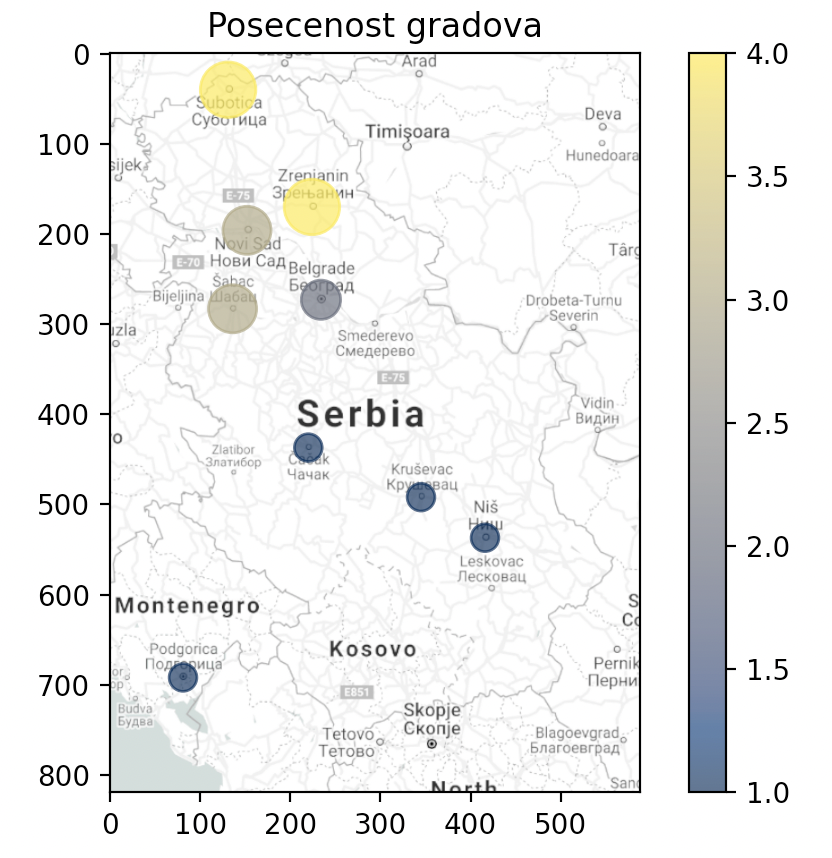 Posecenost gradova
Arad
Subotica
Суботица
Deva
Timișoara
Hunedoara
Zrenjanin
Зрењанин
E-75
Novi Sad
Нови Сад
E-70
Belgrade
Београд
Târg
Šabac
Шабац
Bijeljina
Drobeta-Turnu
Severin
Smederevo
Смедерево
E-75
Serbia
Vidin
Видин
Zlatibor
Златибор
Čačak
Чачак
Kruševac
Крушевац
Niš
Ниш
Leskovac
Лесковац
Montenegro
Kosovo
Podgorica
Подгорица
Pernik
Перни
E851
Budva
Будва
Skopje
Скопје
Tetovo
Тетово
Blagoevgrad
Благоевград
North
0
100
200
300
400
500
600
700
800
0
100
200
300
400
500
4.0
3.5
3.0
2.5
2.0
1.5
1.0